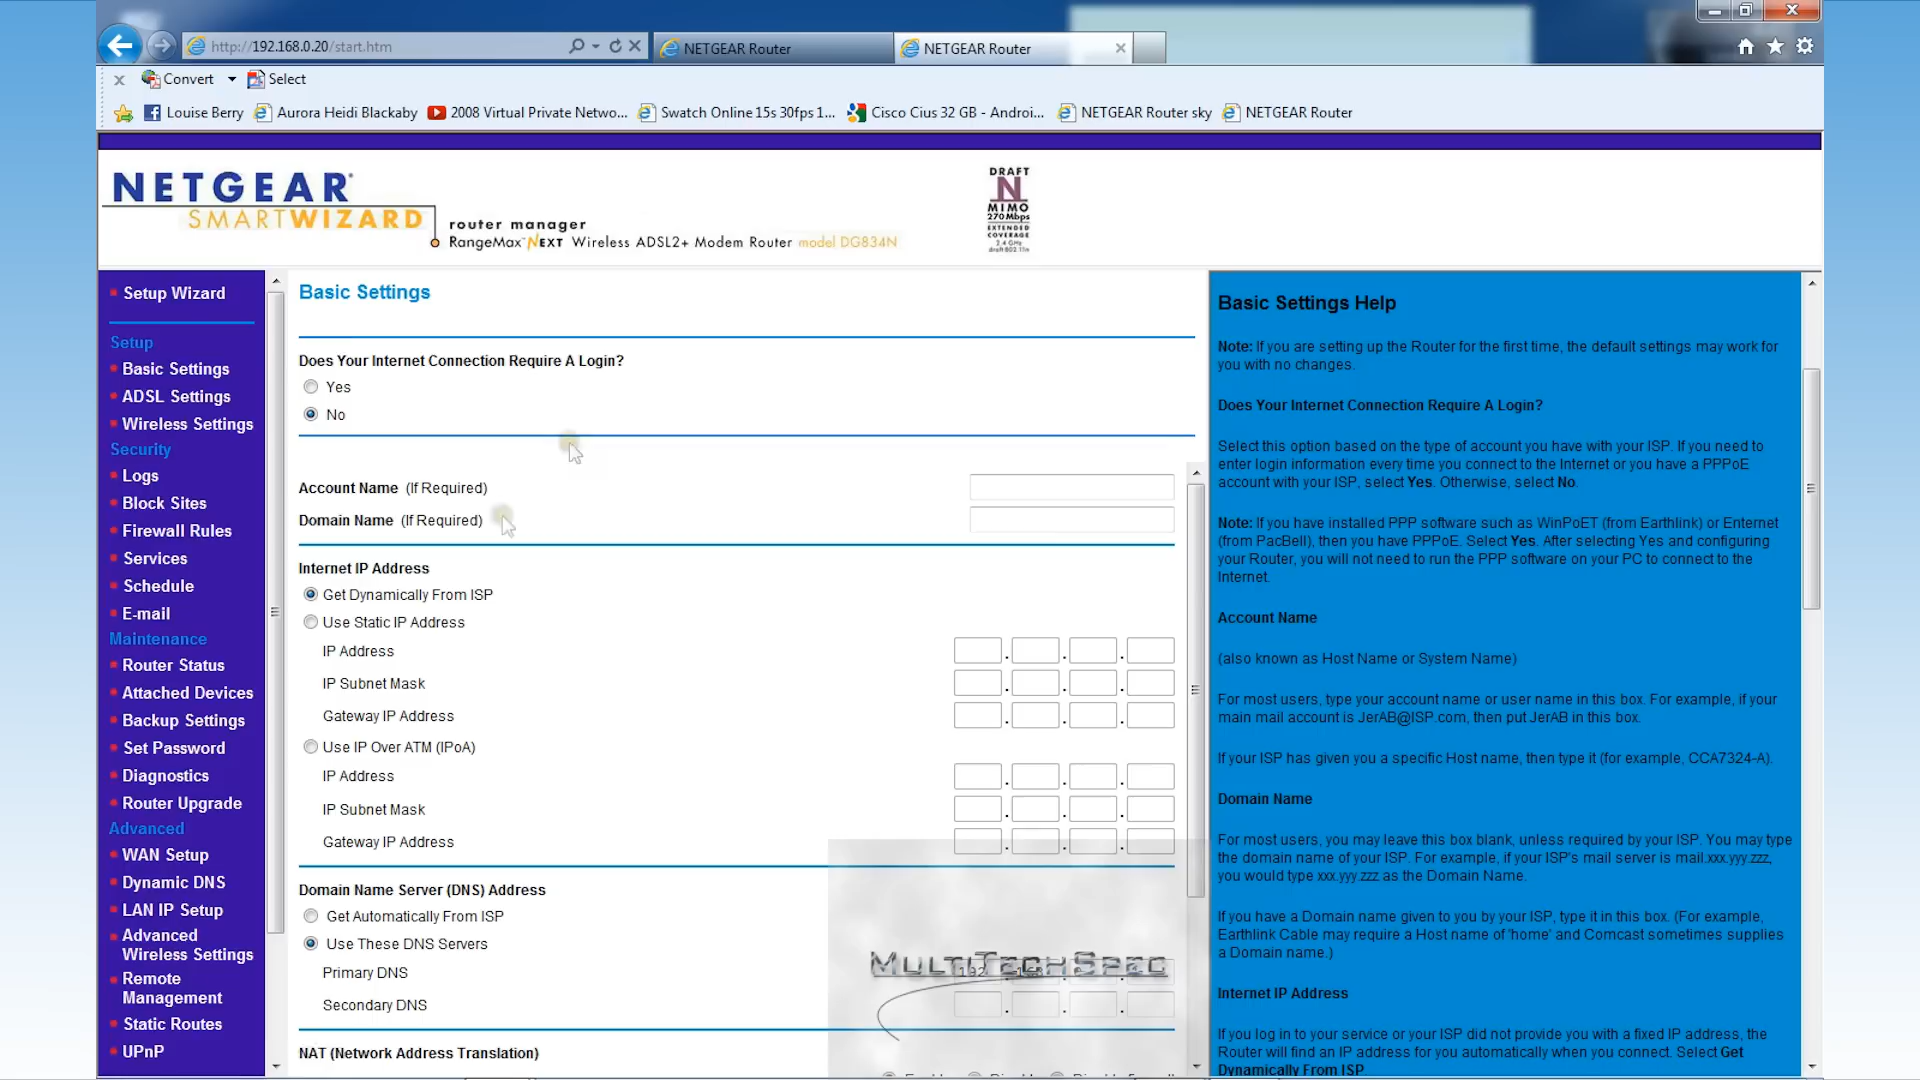 http://192.168.0.20/start.htm
NETGEAR Router
NETGEAR Router
Convert
Select
Louise Berry
Aurora Heidi Blackaby
2008 Virtual Private Netwo...
Swatch Online 15s 30fps 1...
Cisco Cius 32 GB - Androi...
NETGEAR Router sky
NETGEAR Router
NETGEAR
SMARTWIZARD
router manager
RangeMax NEXT Wireless ADSL2+ Modem Router model DG834N
DRAFT
N
MIMO
270 Mbps
EXTENDED
COVERAGE
2.4 GHz
draft 802.11n
Setup Wizard
Setup
Basic Settings
ADSL Settings
Wireless Settings
Security
Logs
Block Sites
Firewall Rules
Services
Schedule
E-mail
Maintenance
Router Status
Attached Devices
Backup Settings
Set Password
Diagnostics
Router Upgrade
Advanced
WAN Setup
Dynamic DNS
LAN IP Setup
Advanced
Wireless Settings
Remote
Management
Static Routes
UPnP
Basic Settings
Does Your Internet Connection Require A Login?
Yes
No
Account Name (If Required)
Domain Name (If Required)
Internet IP Address
Get Dynamically From ISP
Use Static IP Address
IP Address
IP Subnet Mask
Gateway IP Address
Use IP Over ATM (IPoA)
IP Address
IP Subnet Mask
Gateway IP Address
Domain Name Server (DNS) Address
Get Automatically From ISP
Use These DNS Servers
Primary DNS
Secondary DNS
NAT (Network Address Translation)
MULTITECHSPEC
Basic Settings Help
Note: If you are setting up the Router for the first time, the default settings may work for
you with no changes.
Does Your Internet Connection Require A Login?
Select this option based on the type of account you have with your ISP. If you need to
enter login information every time you connect to the Internet or you have a PPPoE
account with your ISP, select Yes. Otherwise, select No.
Note: If you have installed PPP software such as WinPoET (from Earthlink) or Enternet
(from PacBell), then you have PPPoE. Select Yes. After selecting Yes and configuring
your Router, you will not need to run the PPP software on your PC to connect to the
Internet.
Account Name
(also known as Host Name or System Name)
For most users, type your account name or user name in this box. For example, if your
main mail account is JerAB@ISP.com, then put JerAB in this box.
If your ISP has given you a specific Host name, then type it (for example, CCA7324-A).
Domain Name
For most users, you may leave this box blank, unless required by your ISP. You may type
the domain name of your ISP. For example, if your ISP's mail server is mail.xxx.yyy.zzz,
you would type xxx.yyy.zzz as the Domain Name.
If you have a Domain name given to you by your ISP, type it in this box. (For example,
Earthlink Cable may require a Host name of 'home' and Comcast sometimes supplies
a Domain name.)
Internet IP Address
If you log in to your service or your ISP did not provide you with a fixed IP address, the
Router will find an IP address for you automatically when you connect. Select Get
Dynamically From ISP